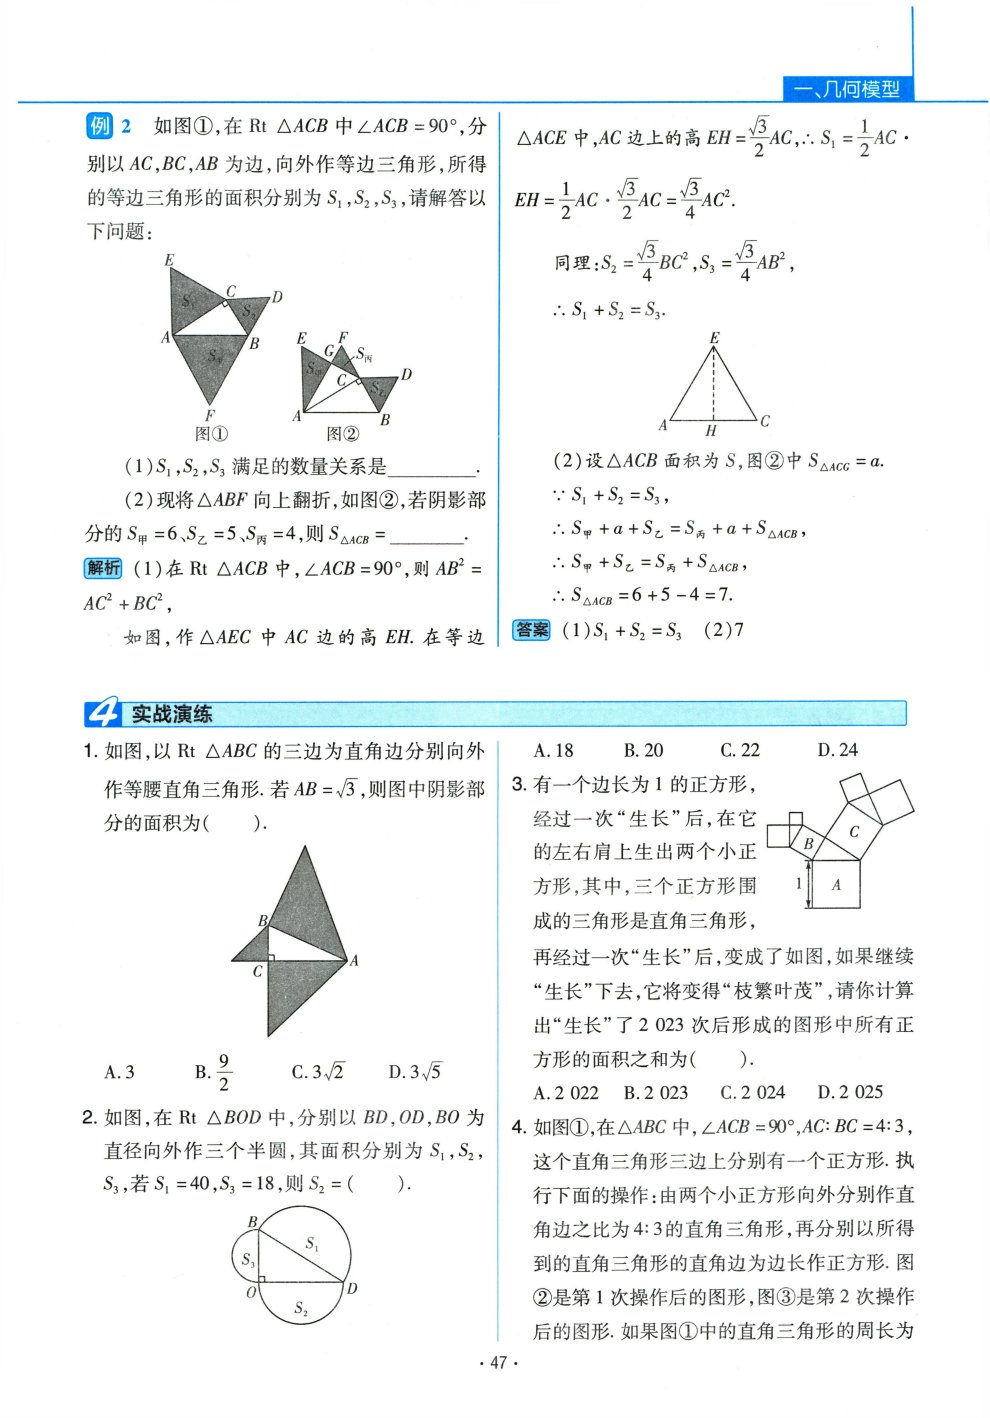 一、几何模型
例 2 如图①,在 Rt △ACB 中∠ACB = 90°,分
别以 AC,BC,AB 为边,向外作等边三角形,所得
的等边三角形的面积分别为 S₁,S₂,S₃,请解答以
下问题:
E
S₁
C
D
S₂
A
B
S₃
F
图①
E
F
G
S丙
S甲
C
D
S乙
A
B
图②
(1)S₁,S₂,S₃ 满足的数量关系是________.
(2)现将△ABF 向上翻折,如图②,若阴影部
分的 S甲 =6、S乙 =5、S丙 =4,则 S△ACB = ________.
解析 (1)在 Rt △ACB 中,∠ACB = 90°,则 AB² =
AC² + BC²,
如图,作△AEC 中 AC 边的高 EH. 在等边
△ACE 中,AC 边上的高 EH = √3/2 AC,∴ S₁ = 1/2 AC ·
EH = 1/2 AC · √3/2 AC = √3/4 AC².
同理:S₂ = √3/4 BC²,S₃ = √3/4 AB²,
∴ S₁ + S₂ = S₃.
E
A
H
C
(2)设△ACB 面积为 S,图②中 S△ACG = a.
∵ S₁ + S₂ = S₃,
∴ S甲 + a + S乙 = S丙 + a + S△ACB,
∴ S甲 + S乙 = S丙 + S△ACB,
∴ S△ACB = 6 + 5 - 4 = 7.
答案 (1)S₁ + S₂ = S₃ (2)7
4 实战演练
1. 如图,以 Rt △ABC 的三边为直角边分别向外
作等腰直角三角形. 若 AB = √3,则图中阴影部
分的面积为( ).
B
C
A
A. 3 B. 9/2 C. 3√2 D. 3√5
2. 如图,在 Rt △BOD 中,分别以 BD,OD,BO 为
直径向外作三个半圆,其面积分别为 S₁,S₂,
S₃,若 S₁ = 40,S₃ = 18,则 S₂ = ( ).
B
S₁
S₃
O
D
S₂
A. 18 B. 20 C. 22 D. 24
3. 有一个边长为 1 的正方形,
经过一次“生长”后,在它
的左右肩上生出两个小正
方形,其中,三个正方形围
成的三角形是直角三角形,
C
B
1
A
再经过一次“生长”后,变成了如图,如果继续
“生长”下去,它将变得“枝繁叶茂”,请你计算
出“生长”了 2 023 次后形成的图形中所有正
方形的面积之和为( ).
A. 2 022 B. 2 023 C. 2 024 D. 2 025
4. 如图①,在△ABC 中,∠ACB = 90°,AC∶BC = 4∶3,
这个直角三角形三边上分别有一个正方形. 执
行下面的操作:由两个小正方形向外分别作直
角边之比为 4∶3的直角三角形,再分别以所得
到的直角三角形的直角边为边长作正方形. 图
②是第 1 次操作后的图形,图③是第 2 次操作
后的图形. 如果图①中的直角三角形的周长为
· 47 ·